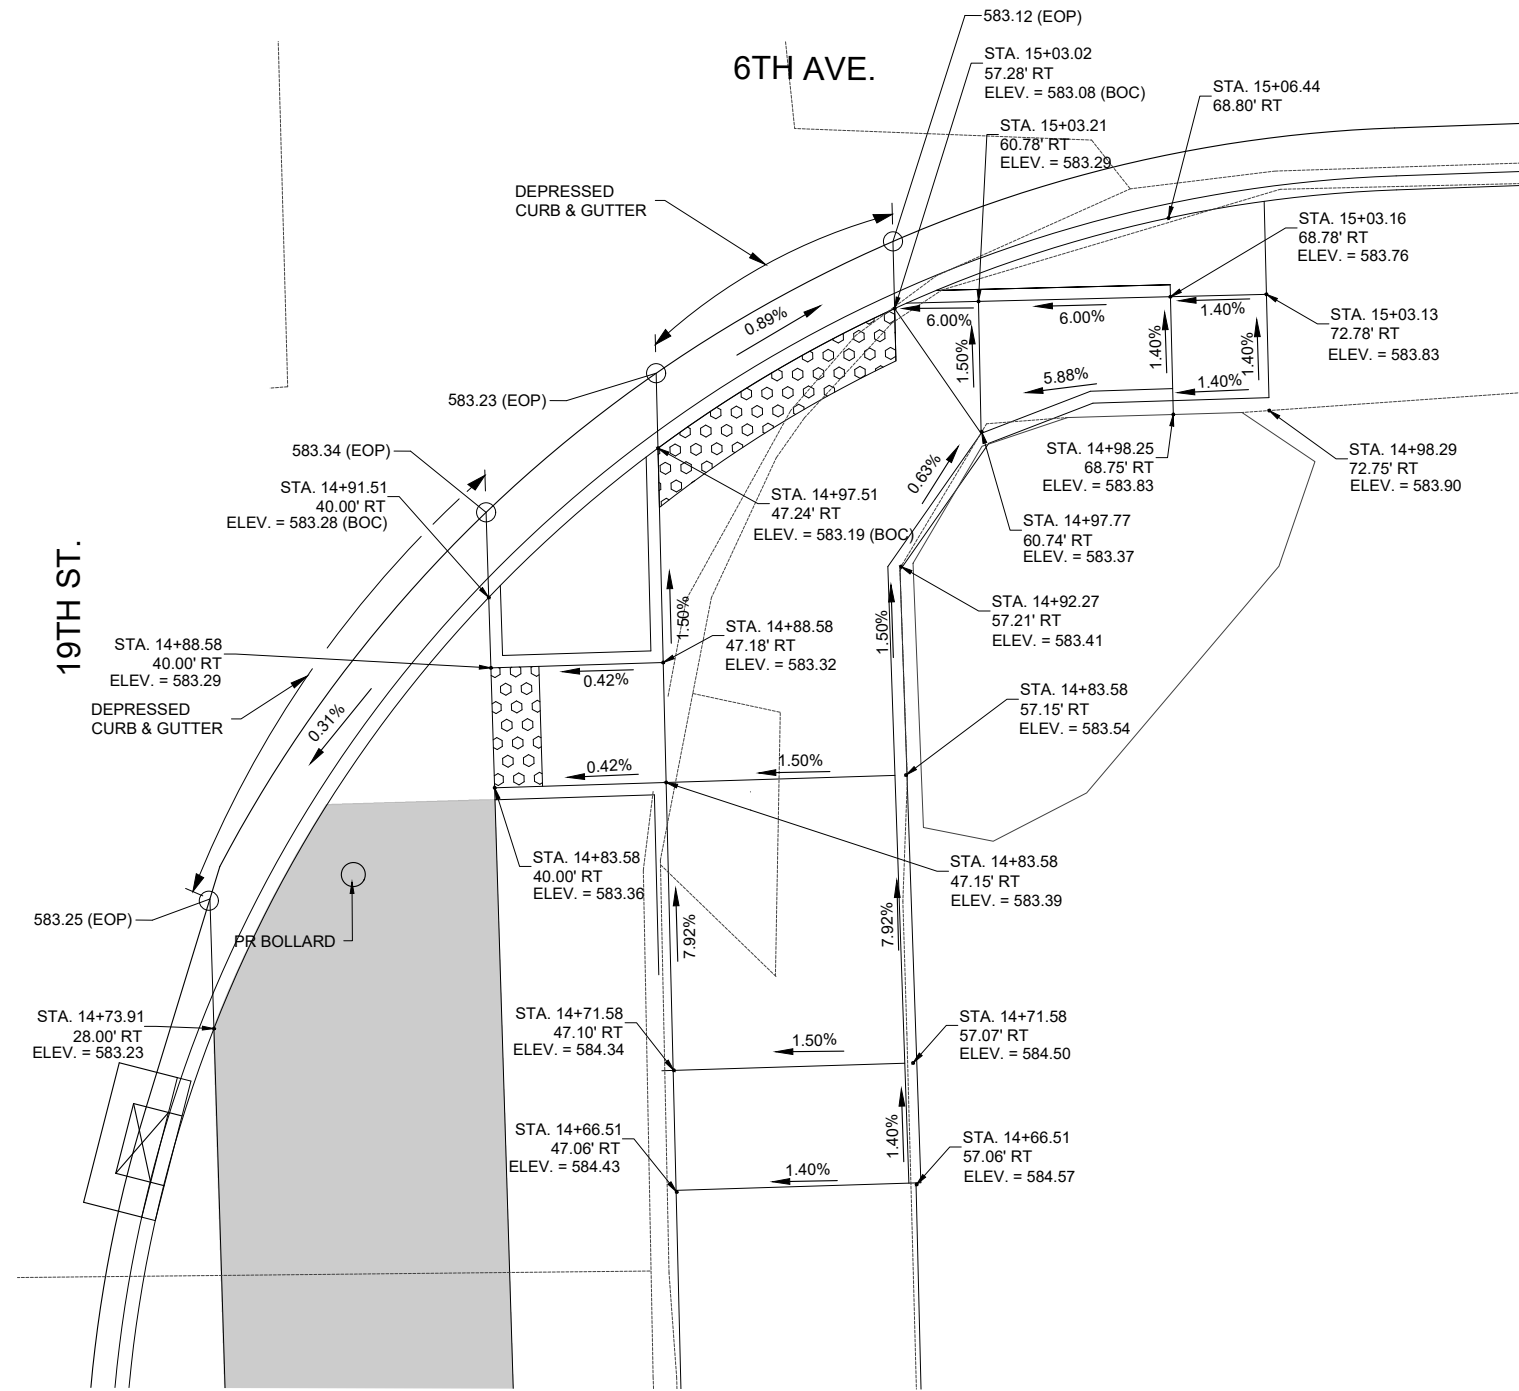 583.12 (EOP)
6TH AVE.
STA. 15+03.02
57.28' RT
ELEV. = 583.08 (BOC)
STA. 15+06.44
68.80' RT
STA. 15+03.21
60.78' RT
ELEV. = 583.29
DEPRESSED
CURB & GUTTER
STA. 15+03.16
68.78' RT
ELEV. = 583.76
0.89%
6.00%
6.00%
1.40%
STA. 15+03.13
72.78' RT
ELEV. = 583.83
1.50%
1.40%
1.40%
5.88%
1.40%
583.23 (EOP)
583.34 (EOP)
STA. 14+91.51
40.00' RT
ELEV. = 583.28 (BOC)
STA. 14+98.25
68.75' RT
ELEV. = 583.83
STA. 14+98.29
72.75' RT
ELEV. = 583.90
0.63%
STA. 14+97.51
47.24' RT
ELEV. = 583.19 (BOC)
STA. 14+97.77
60.74' RT
ELEV. = 583.37
19TH ST.
STA. 14+92.27
57.21' RT
ELEV. = 583.41
1.50%
1.50%
STA. 14+88.58
40.00' RT
ELEV. = 583.29
STA. 14+88.58
47.18' RT
ELEV. = 583.32
0.42%
DEPRESSED
CURB & GUTTER
0.31%
STA. 14+83.58
57.15' RT
ELEV. = 583.54
0.42%
1.50%
STA. 14+83.58
40.00' RT
ELEV. = 583.36
STA. 14+83.58
47.15' RT
ELEV. = 583.39
583.25 (EOP)
PR BOLLARD
7.92%
7.92%
STA. 14+73.91
28.00' RT
ELEV. = 583.23
STA. 14+71.58
47.10' RT
ELEV. = 584.34
1.50%
STA. 14+71.58
57.07' RT
ELEV. = 584.50
STA. 14+66.51
47.06' RT
ELEV. = 584.43
1.40%
1.40%
STA. 14+66.51
57.06' RT
ELEV. = 584.57